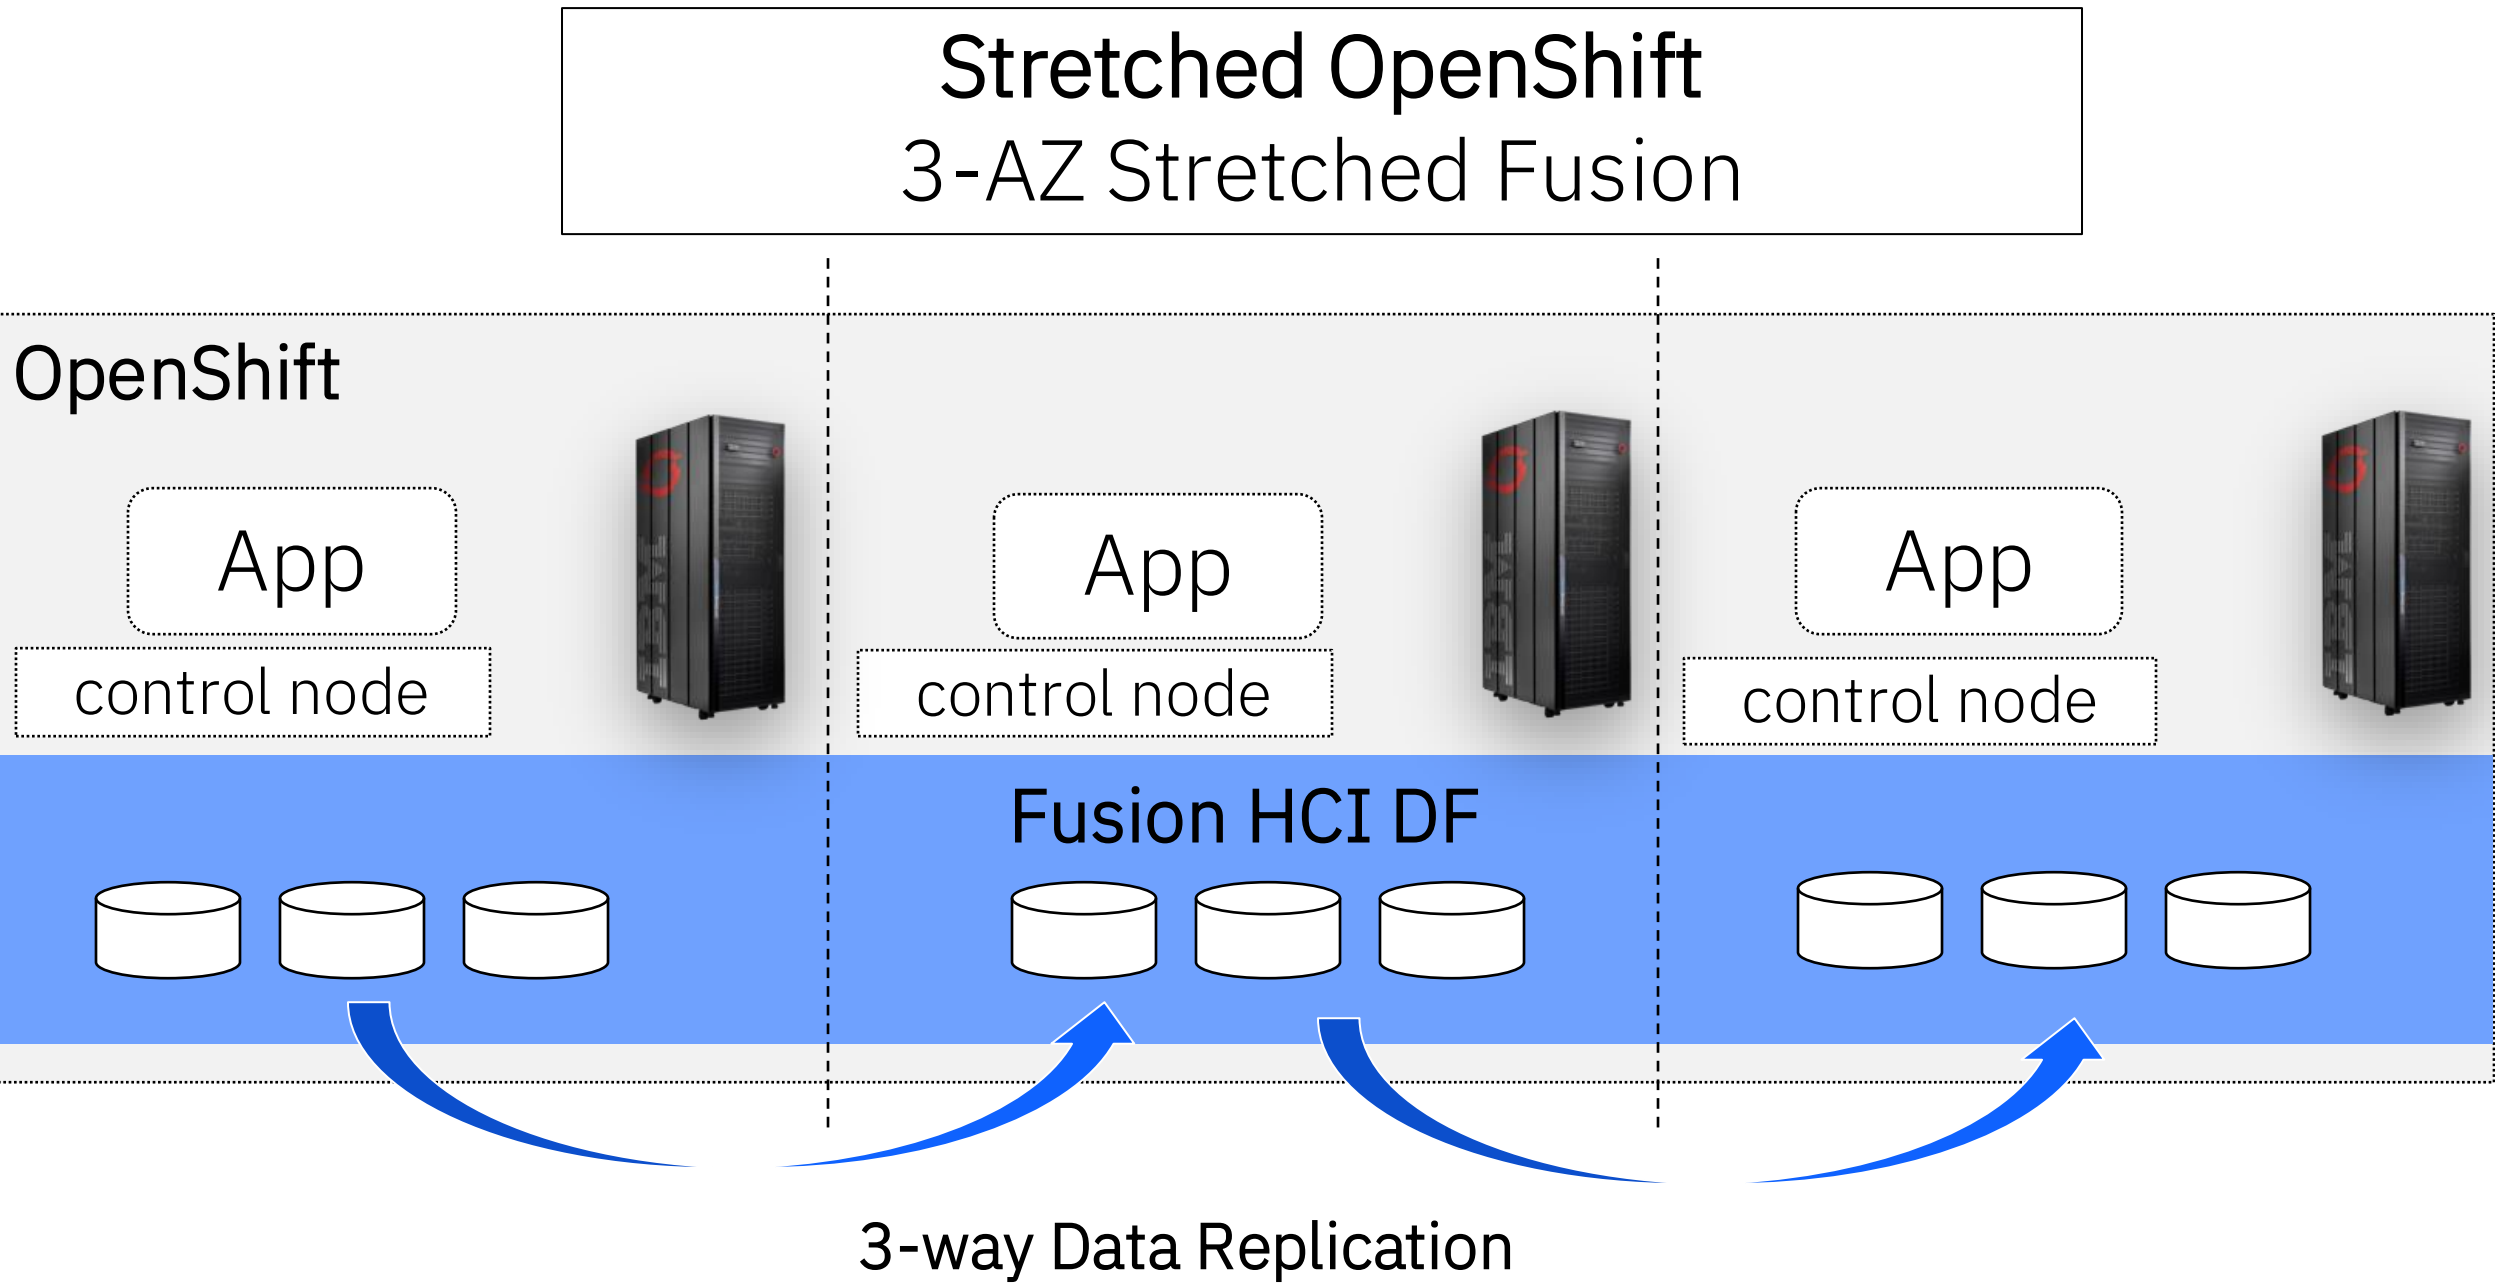 Stretched OpenShift
3-AZ Stretched Fusion
OpenShift
App
App
App
control node
control node
control node
Fusion HCI DF
3-way Data Replication